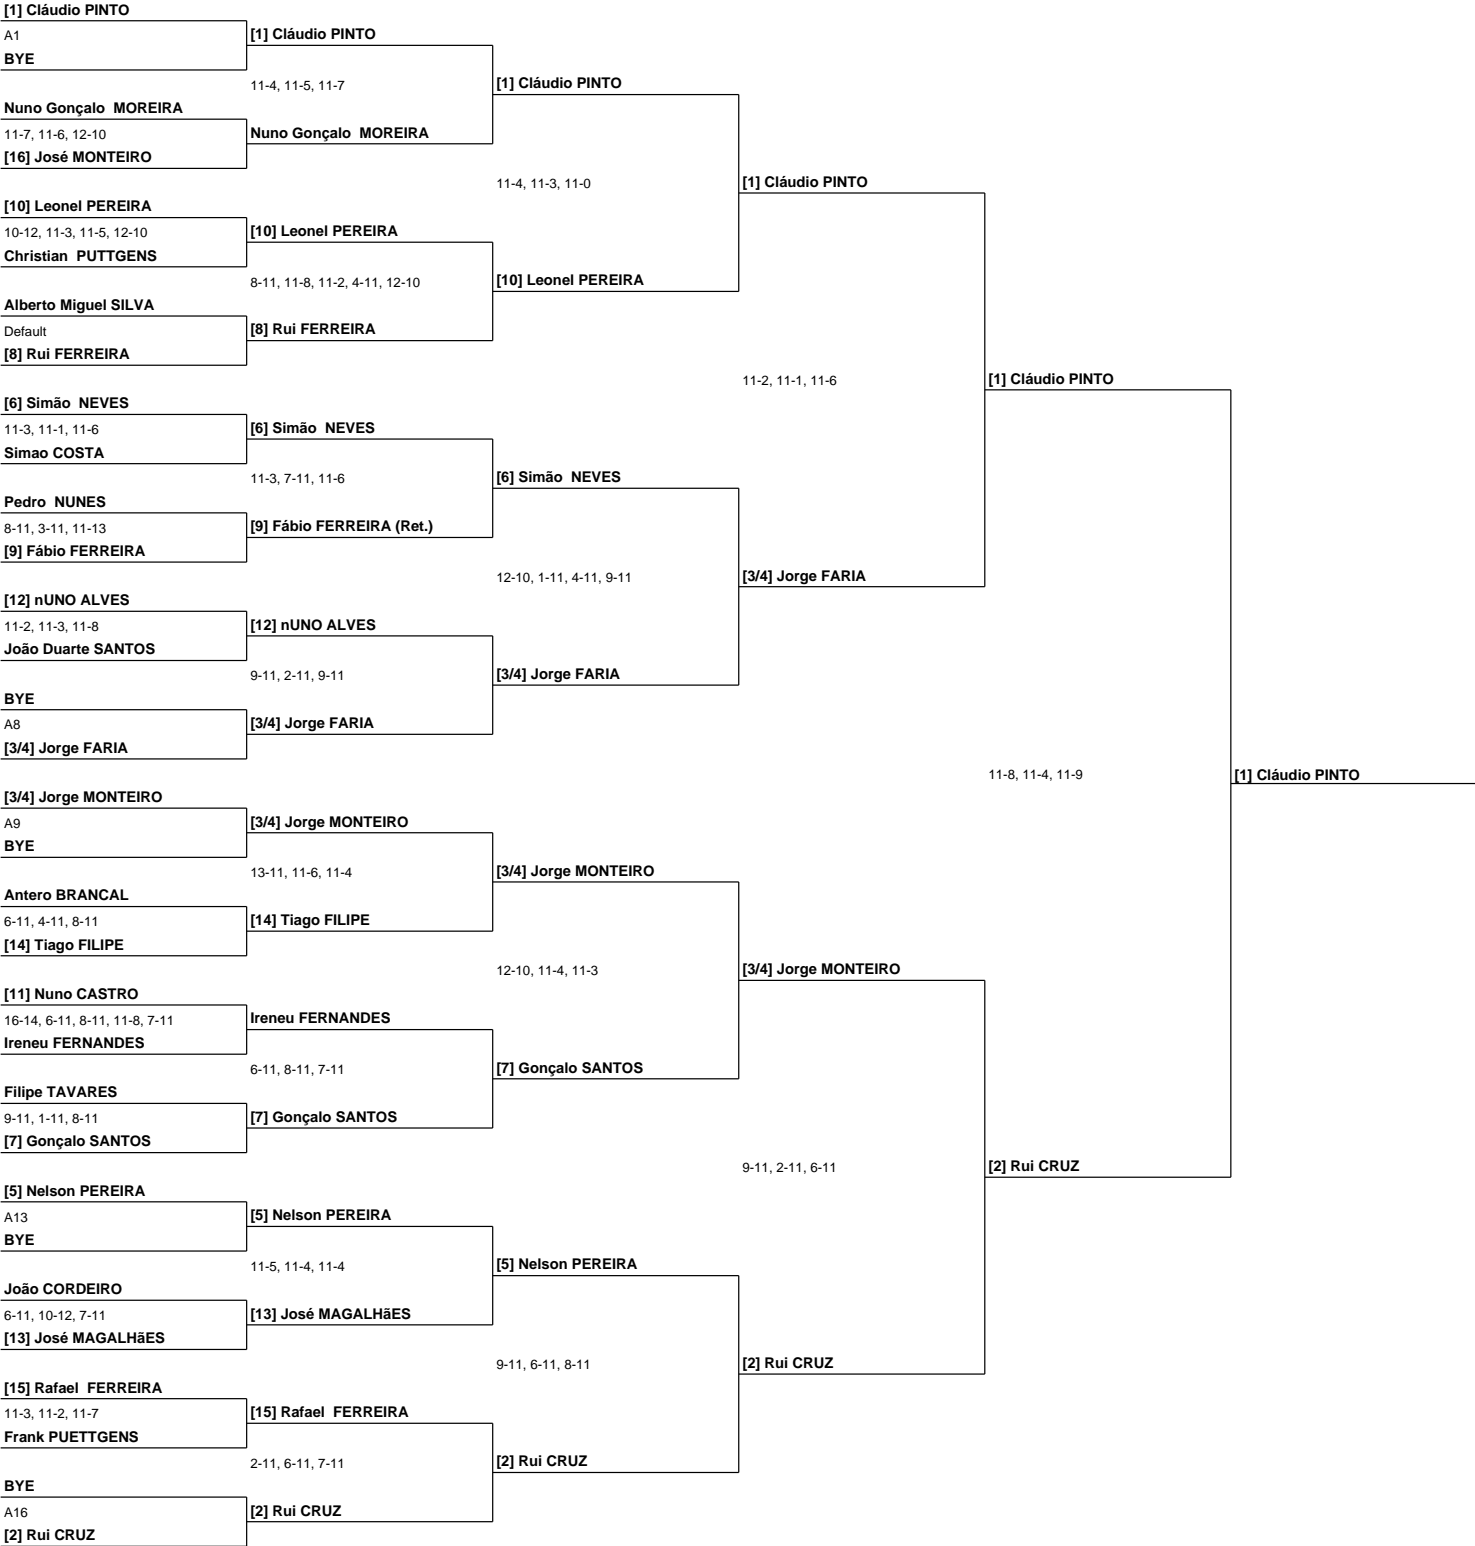 [1] Cláudio PINTO
A1
BYE
Nuno Gonçalo  MOREIRA
11-7, 11-6, 12-10
[16] José MONTEIRO
[10] Leonel PEREIRA
10-12, 11-3, 11-5, 12-10
Christian  PUTTGENS
Alberto Miguel SILVA
Default
[8] Rui FERREIRA
[6] Simão  NEVES
11-3, 11-1, 11-6
Simao COSTA
Pedro  NUNES
8-11, 3-11, 11-13
[9] Fábio FERREIRA
[12] nUNO ALVES
11-2, 11-3, 11-8
João Duarte SANTOS
BYE
A8
[3/4] Jorge FARIA
[3/4] Jorge MONTEIRO
A9
BYE
Antero BRANCAL
6-11, 4-11, 8-11
[14] Tiago FILIPE
[11] Nuno CASTRO
16-14, 6-11, 8-11, 11-8, 7-11
Ireneu FERNANDES
Filipe TAVARES
9-11, 1-11, 8-11
[7] Gonçalo SANTOS
[5] Nelson PEREIRA
A13
BYE
João CORDEIRO
6-11, 10-12, 7-11
[13] José MAGALHãES
[15] Rafael  FERREIRA
11-3, 11-2, 11-7
Frank PUETTGENS
BYE
A16
[2] Rui CRUZ
[1] Cláudio PINTO
11-4, 11-5, 11-7
Nuno Gonçalo  MOREIRA
[10] Leonel PEREIRA
8-11, 11-8, 11-2, 4-11, 12-10
[8] Rui FERREIRA
[6] Simão  NEVES
11-3, 7-11, 11-6
[9] Fábio FERREIRA (Ret.)
[12] nUNO ALVES
9-11, 2-11, 9-11
[3/4] Jorge FARIA
[3/4] Jorge MONTEIRO
13-11, 11-6, 11-4
[14] Tiago FILIPE
Ireneu FERNANDES
6-11, 8-11, 7-11
[7] Gonçalo SANTOS
[5] Nelson PEREIRA
11-5, 11-4, 11-4
[13] José MAGALHãES
[15] Rafael  FERREIRA
2-11, 6-11, 7-11
[2] Rui CRUZ
[1] Cláudio PINTO
11-4, 11-3, 11-0
[10] Leonel PEREIRA
[6] Simão  NEVES
12-10, 1-11, 4-11, 9-11
[3/4] Jorge FARIA
[3/4] Jorge MONTEIRO
12-10, 11-4, 11-3
[7] Gonçalo SANTOS
[5] Nelson PEREIRA
9-11, 6-11, 8-11
[2] Rui CRUZ
[1] Cláudio PINTO
11-2, 11-1, 11-6
[3/4] Jorge FARIA
[3/4] Jorge MONTEIRO
9-11, 2-11, 6-11
[2] Rui CRUZ
[1] Cláudio PINTO
11-8, 11-4, 11-9
[2] Rui CRUZ
[1] Cláudio PINTO